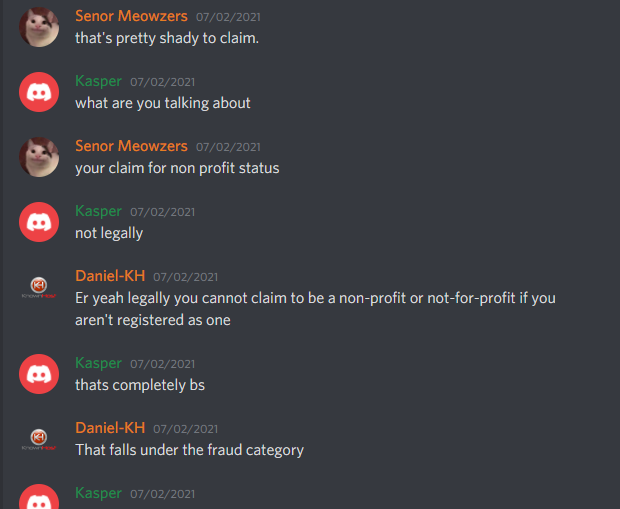 Senor Meowzers 07/02/2021
that's pretty shady to claim.
Kasper 07/02/2021
what are you talking about
Senor Meowzers 07/02/2021
your claim for non profit status
Kasper 07/02/2021
not legally
Daniel-KH 07/02/2021
Er yeah legally you cannot claim to be a non-profit or not-for-profit if you
aren't registered as one
Kasper 07/02/2021
thats completely bs
Daniel-KH 07/02/2021
That falls under the fraud category
Kasper 07/02/2021